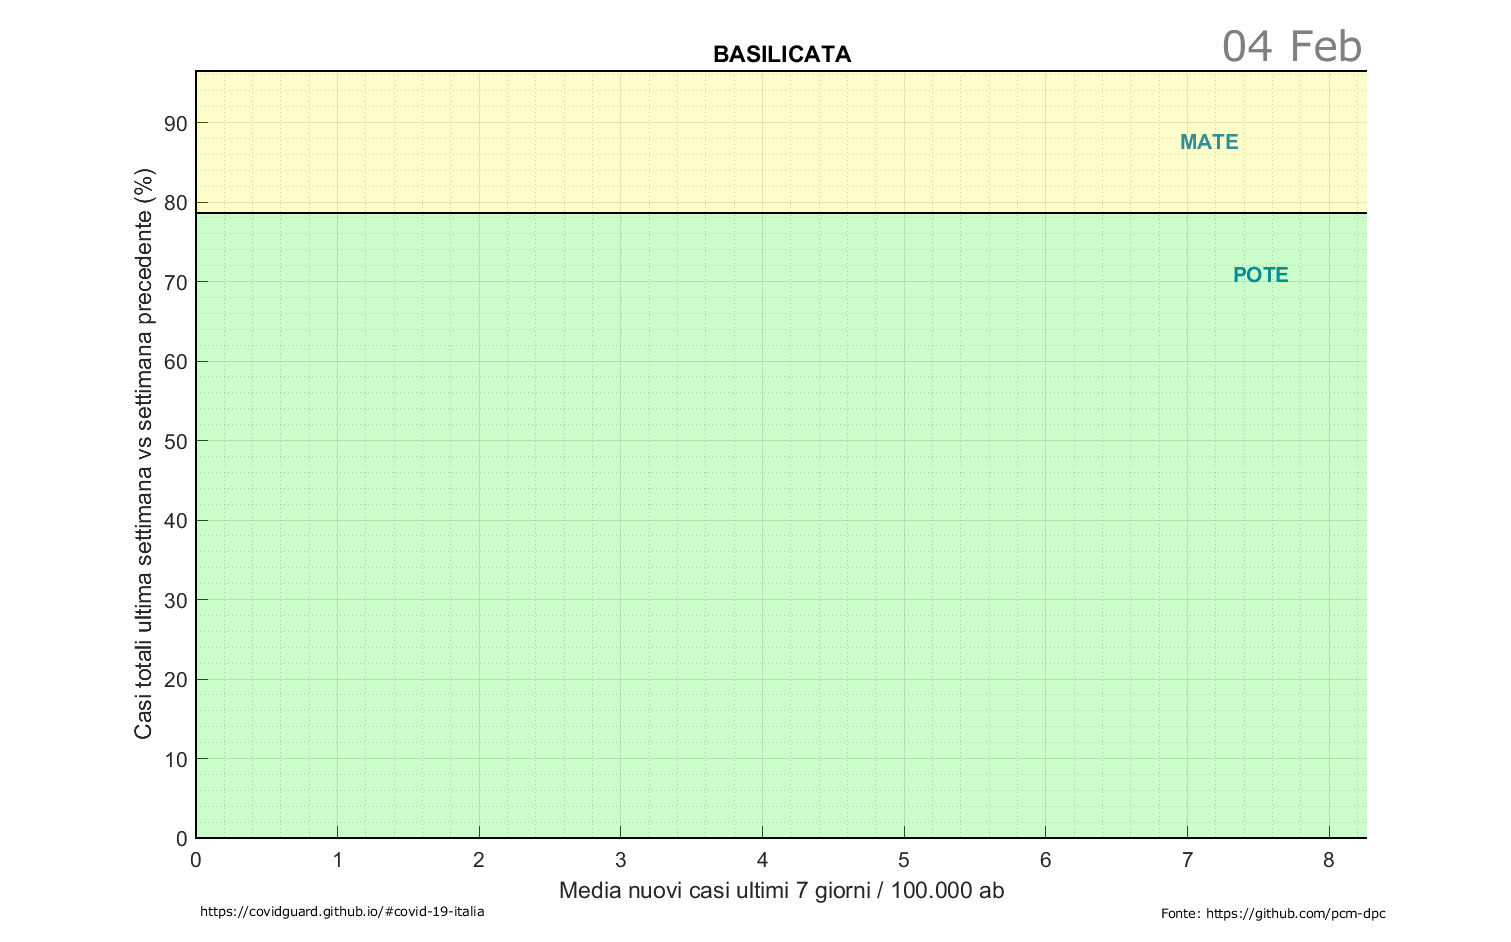 BASILICATA
04 Feb
Casi totali ultima settimana vs settimana precedente (%)
90
80
70
60
50
40
30
20
10
0
MATE
POTE
0 1 2 3 4 5 6 7 8
Media nuovi casi ultimi 7 giorni / 100.000 ab
https://covidguard.github.io/#covid-19-italia
Fonte: https://github.com/pcm-dpc